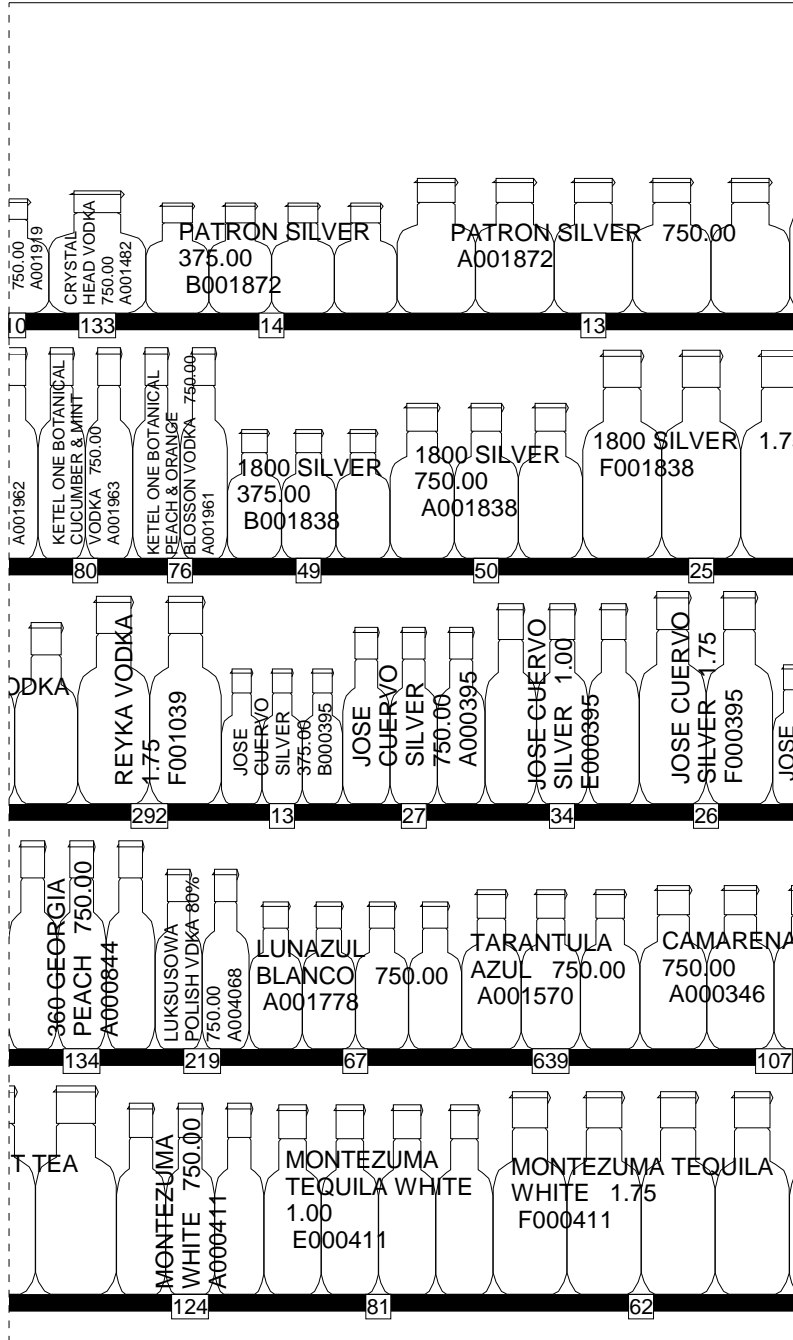 750.00
A001919
CRYSTAL
HEAD VODKA
750.00
A001482
PATRON SILVER
375.00
B001872
PATRON SILVER 750.00
A001872
10
133
14
13
A001962
KETEL ONE BOTANICAL
CUCUMBER & MINT
VODKA 750.00
A001963
KETEL ONE BOTANICAL
PEACH & ORANGE
BLOSSON VODKA 750.00
A001961
1800 SILVER
375.00
B001838
1800 SILVER
750.00
A001838
1800 SILVER 1.7
F001838
80
76
49
50
25
ODKA
REYKA VODKA
1.75
F001039
JOSE
CUERVO
SILVER
375.00
B000395
JOSE
CUERVO
SILVER
750.00
A000395
JOSE CUERVO
SILVER 1.00
E000395
JOSE CUERVO
SILVER 1.75
F000395
JOSE
292
13
27
34
26
360 GEORGIA
PEACH 750.00
A000844
LUKSUSOWA
POLISH VDKA 80%
750.00
A004068
LUNAZUL
BLANCO 750.00
A001778
TARANTULA
AZUL 750.00
A001570
CAMARENA
750.00
A000346
134
219
67
639
107
T TEA
MONTEZUMA
WHITE 750.00
A000411
MONTEZUMA
TEQUILA WHITE
1.00
E000411
MONTEZUMA TEQUILA
WHITE 1.75
F000411
124
81
62